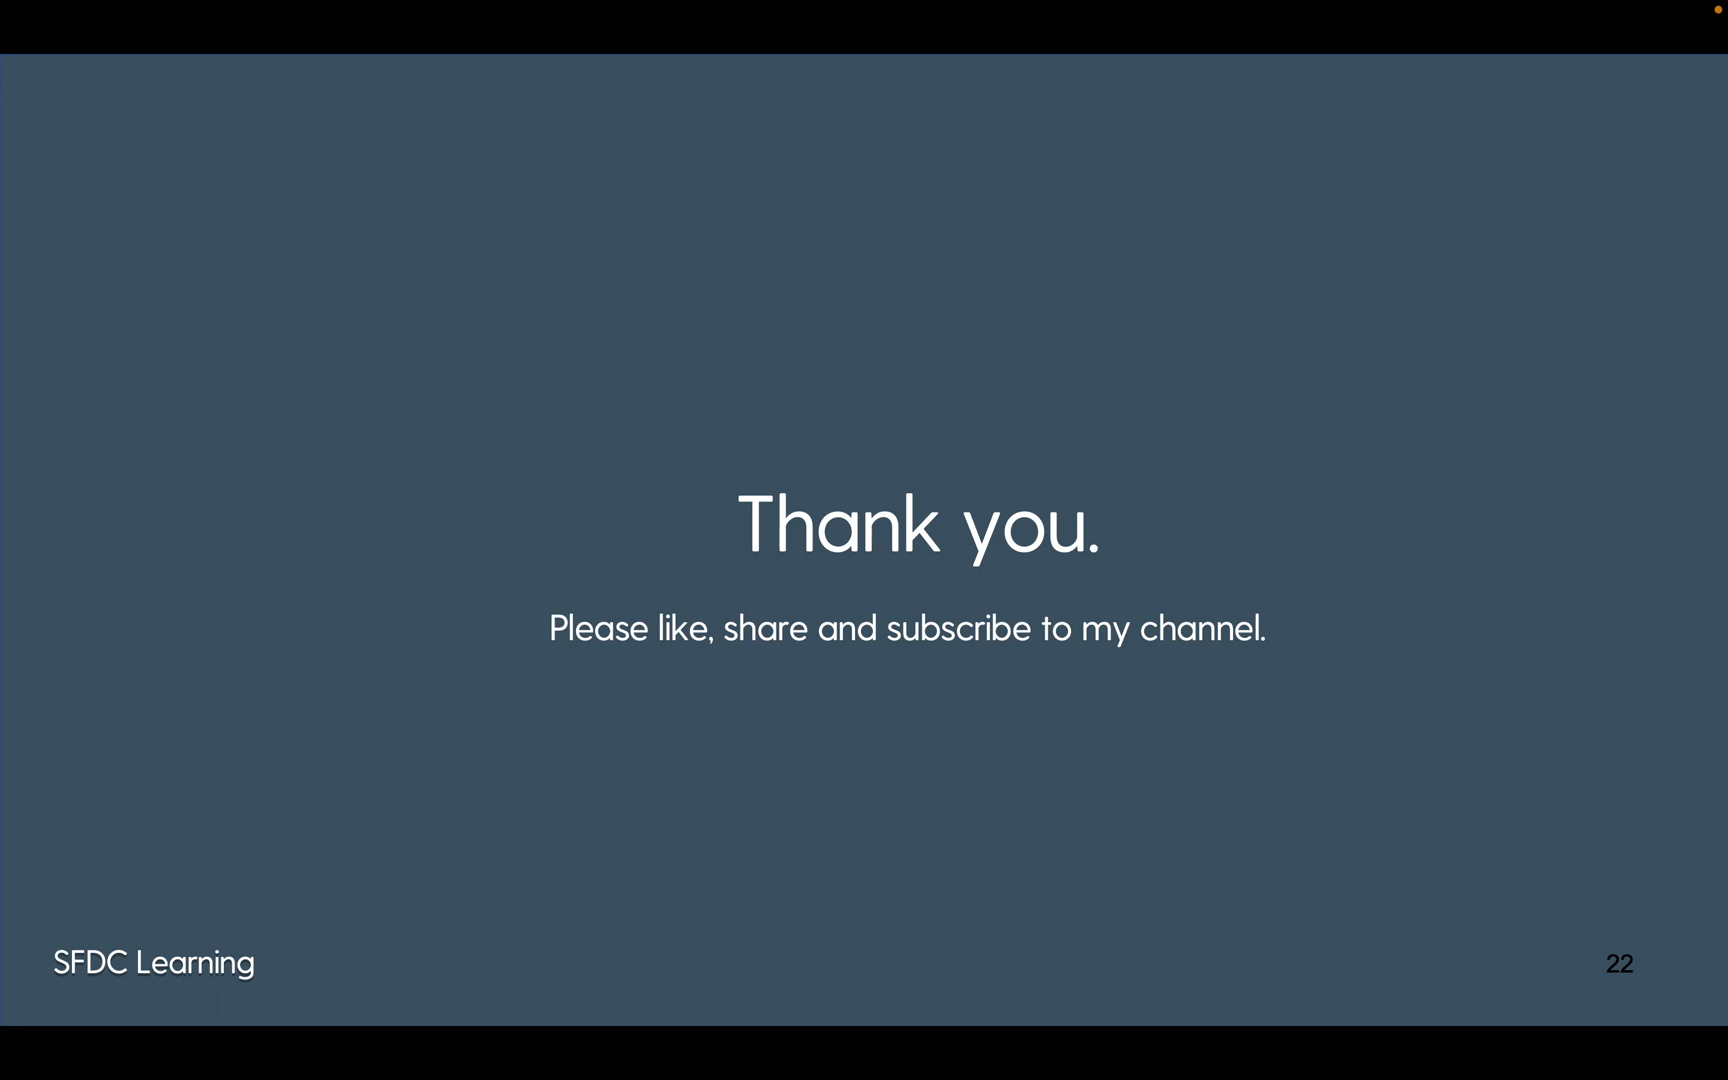 Thank you.
Please like, share and subscribe to my channel.
SFDC Learning
22